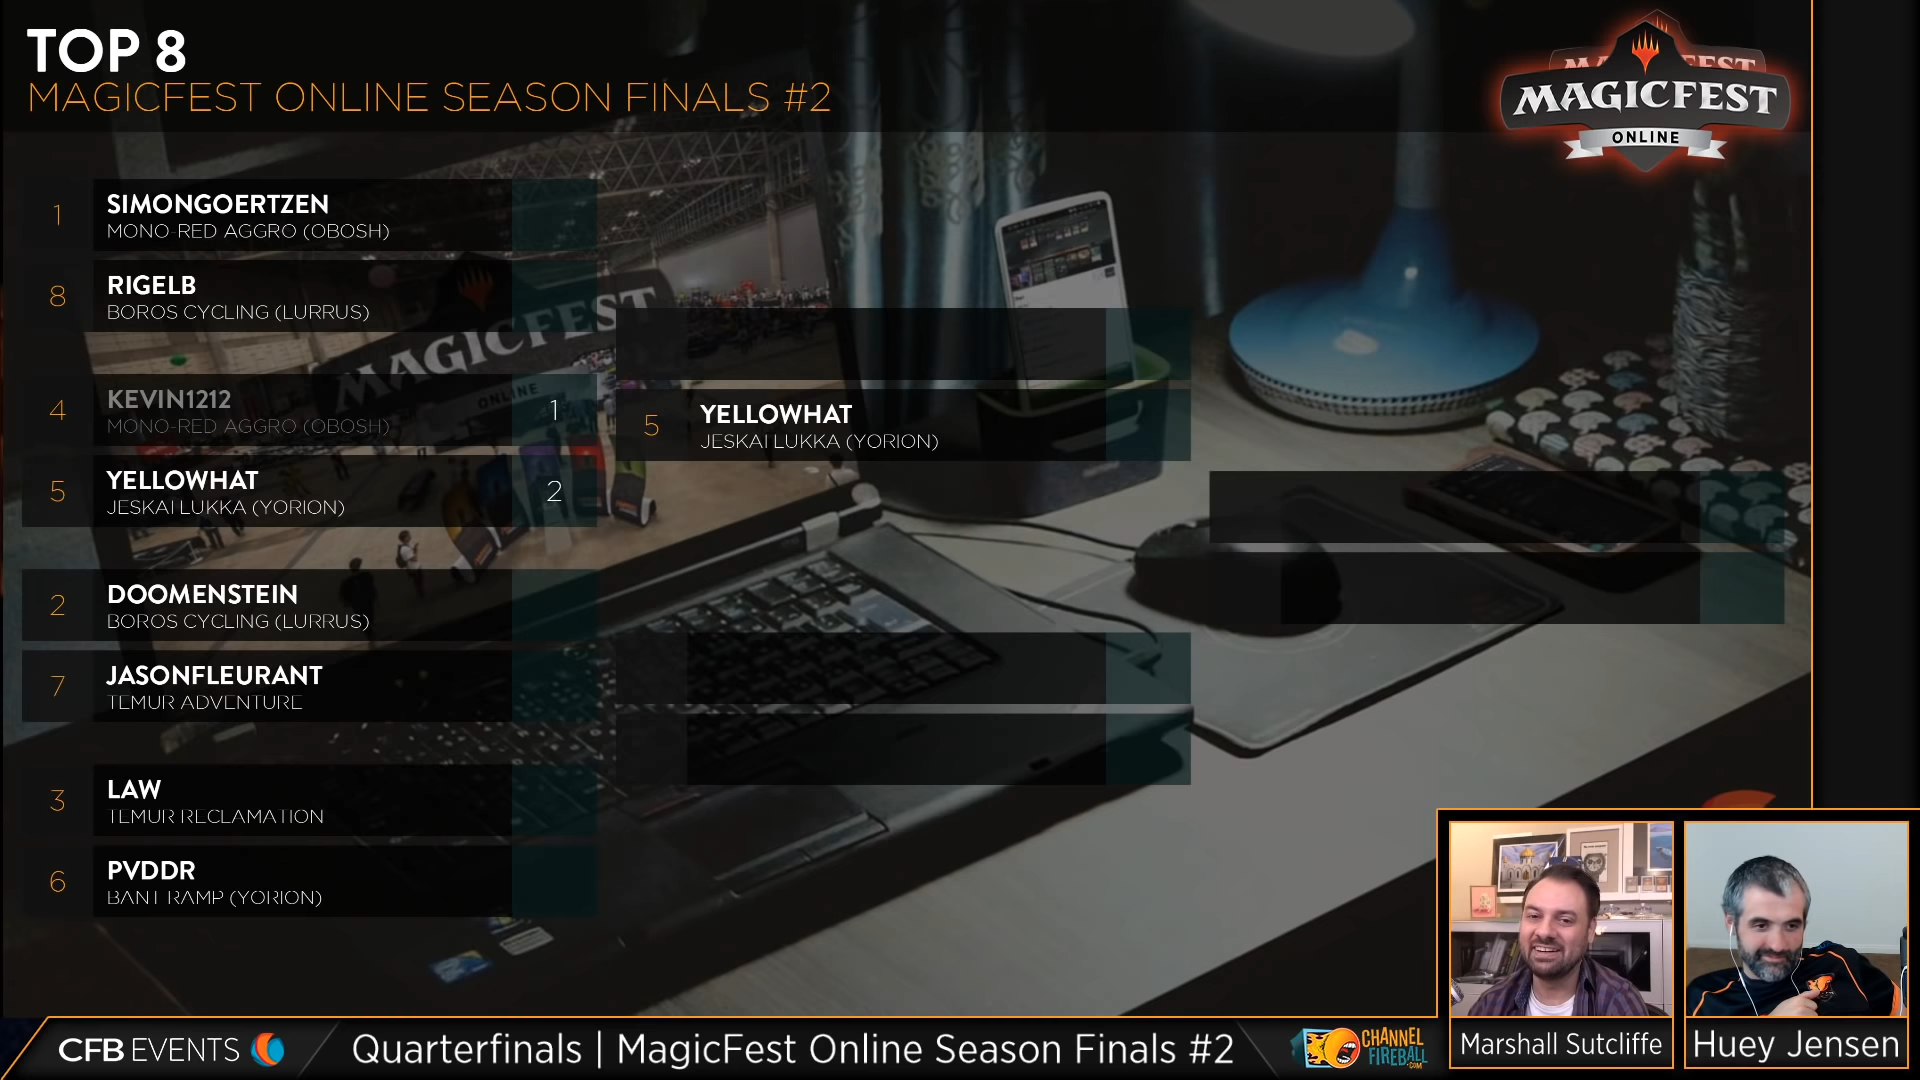 TOP 8
MAGICFEST ONLINE SEASON FINALS #2
MAGICFEST
ONLINE
1 SIMONGOERTZEN
MONO-RED AGGRO (OBOSH)
8 RIGELB
BOROS CYCLING (LURRUS)
MAGICFEST
ONLINE
4 KEVIN1212 1
MONO-RED AGGRO (OBOSH)
5 YELLOWHAT 2
JESKAI LUKKA (YORION)
5 YELLOWHAT
JESKAI LUKKA (YORION)
2 DOOMENSTEIN
BOROS CYCLING (LURRUS)
7 JASONFLEURANT
TEMUR ADVENTURE
3 LAW
TEMUR RECLAMATION
6 PVDDR
BANT RAMP (YORION)
CFB EVENTS
Quarterfinals | MagicFest Online Season Finals #2
CHANNEL
FIREBALL
.COM
Marshall Sutcliffe
Huey Jensen